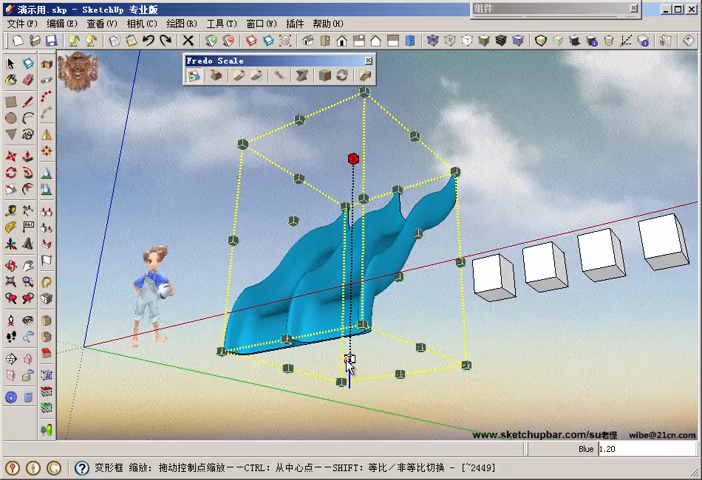 演示用.skp - SketchUp 专业版
组件
文件(F) 编辑(E) 查看(V) 相机(C) 绘图(R) 工具(T) 窗口(W) 插件 帮助(H)
Fredo Scale
www.sketchupbar.com/su老怪 wibe@21cn.com
Blue 1.20
变形框 缩放: 拖动控制点缩放——CTRL: 从中心点——SHIFT: 等比／非等比切换 - [~2449]